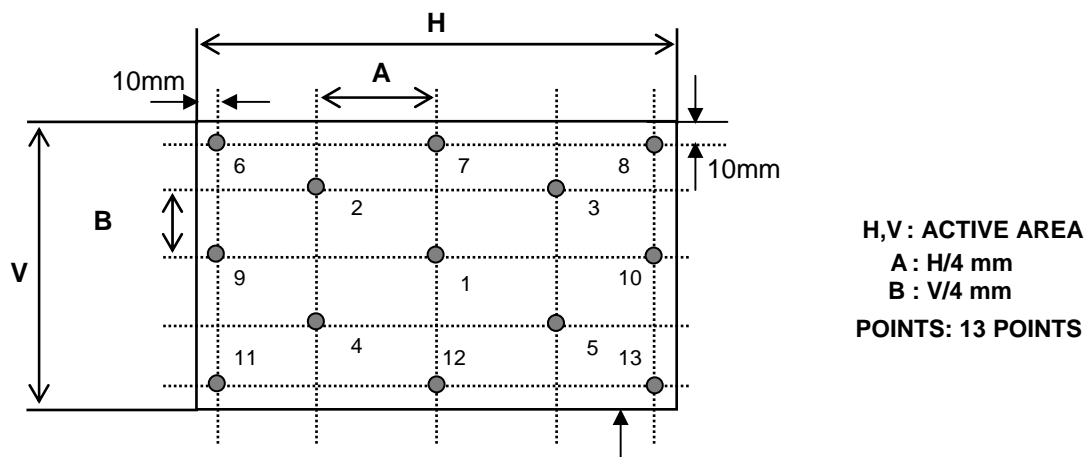 H
10mm
A
6
7
8
10mm
2
3
B
V
9
1
10
4
5
11
12
13
H,V : ACTIVE AREA
A : H/4 mm
B : V/4 mm
POINTS: 13 POINTS